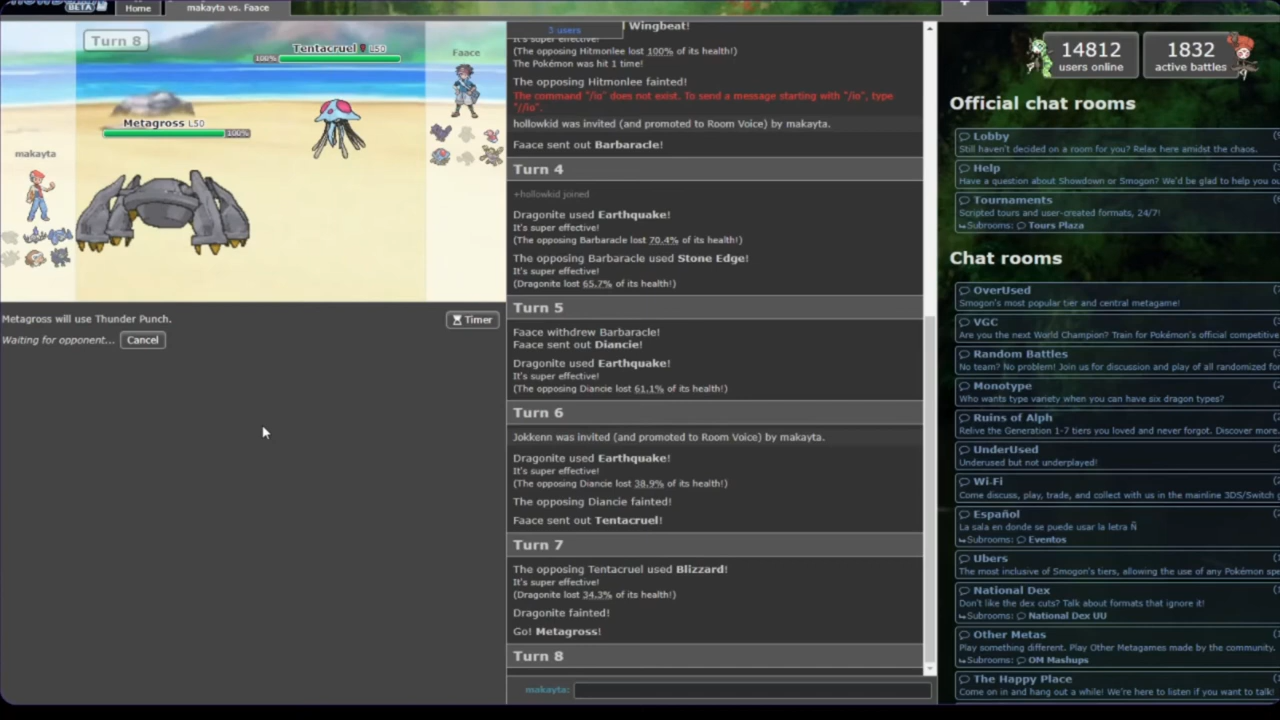 BETA
Home
makayta vs. Faace
Turn 8
Tentacruel L50
100%
Faace
Metagross L50
100%
makayta
Metagross will use Thunder Punch.
Timer
Waiting for opponent...
Cancel
3 users
Wingbeat!
It's super effective!
(The opposing Hitmonlee lost 100% of its health!)
The Pokémon was hit 1 time!
The opposing Hitmonlee fainted!
The command "/io" does not exist. To send a message starting with "/io", type
"//io".
hollowkid was invited (and promoted to Room Voice) by makayta.
Faace sent out Barbaracle!
Turn 4
+hollowkid joined
Dragonite used Earthquake!
It's super effective!
(The opposing Barbaracle lost 70.4% of its health!)
The opposing Barbaracle used Stone Edge!
It's super effective!
(Dragonite lost 65.7% of its health!)
Turn 5
Faace withdrew Barbaracle!
Faace sent out Diancie!
Dragonite used Earthquake!
It's super effective!
(The opposing Diancie lost 61.1% of its health!)
Turn 6
Jokkenn was invited (and promoted to Room Voice) by makayta.
Dragonite used Earthquake!
It's super effective!
(The opposing Diancie lost 38.9% of its health!)
The opposing Diancie fainted!
Faace sent out Tentacruel!
Turn 7
The opposing Tentacruel used Blizzard!
It's super effective!
(Dragonite lost 34.3% of its health!)
Dragonite fainted!
Go! Metagross!
Turn 8
makayta:
14812
users online
1832
active battles
Official chat rooms
Lobby
Still haven't decided on a room for you? Relax here amidst the chaos.
Help
Have a question about Showdown or Smogon? We'd be glad to help you ou
Tournaments
Scripted tours and user-created formats, 24/7!
Subrooms: Tours Plaza
Chat rooms
OverUsed
Smogon's most popular tier and central metagame!
VGC
Are you the next World Champion? Train for Pokémon's official competitive
Random Battles
No team? No problem! Join us for discussion and play of all randomized for
Monotype
Who wants type variety when you can have six dragon types?
Ruins of Alph
Relive the Generation 1-7 tiers you loved and never forgot. Discover more.
UnderUsed
Underused but not underplayed!
Wi-Fi
Come discuss, play, trade, and collect with us in the mainline 3DS/Switch g
Español
La sala en donde se puede usar la letra Ñ
Subrooms: Eventos
Ubers
The most inclusive of Smogon's tiers, allowing the use of any Pokémon spe
National Dex
Don't like the dex cuts? Talk about formats that ignore it!
Subrooms: National Dex UU
Other Metas
Play something different. Play Other Metagames made by the community.
Subrooms: OM Mashups
The Happy Place
Come on in and hang out a while! We're here to listen if you want to talk!